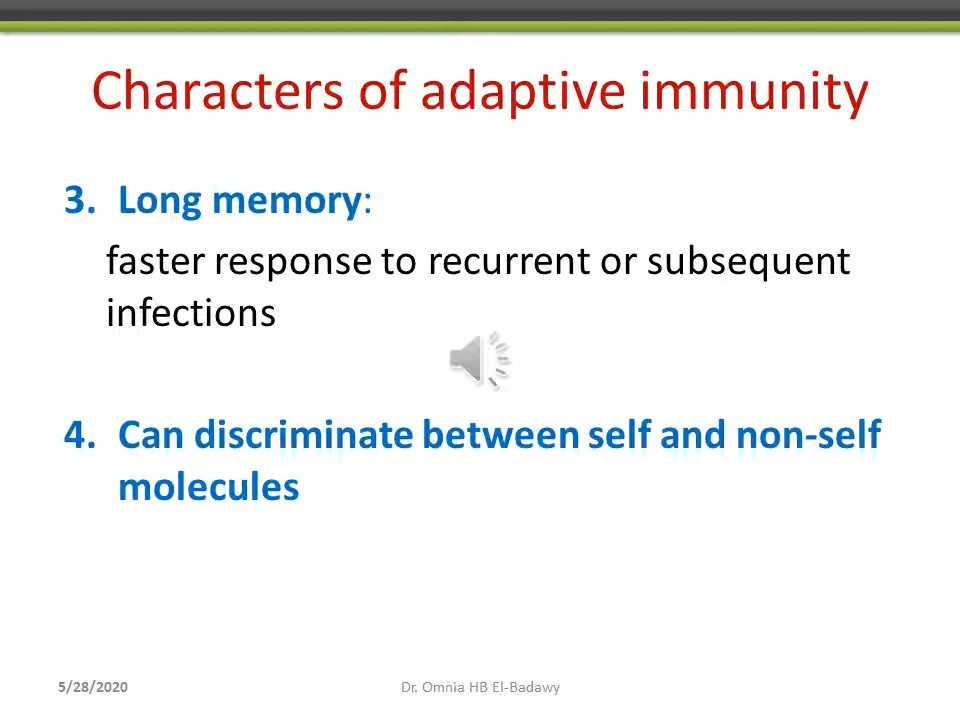 Characters of adaptive immunity
3. Long memory:
faster response to recurrent or subsequent
infections
4. Can discriminate between self and non-self
molecules
5/28/2020
Dr. Omnia HB El-Badawy